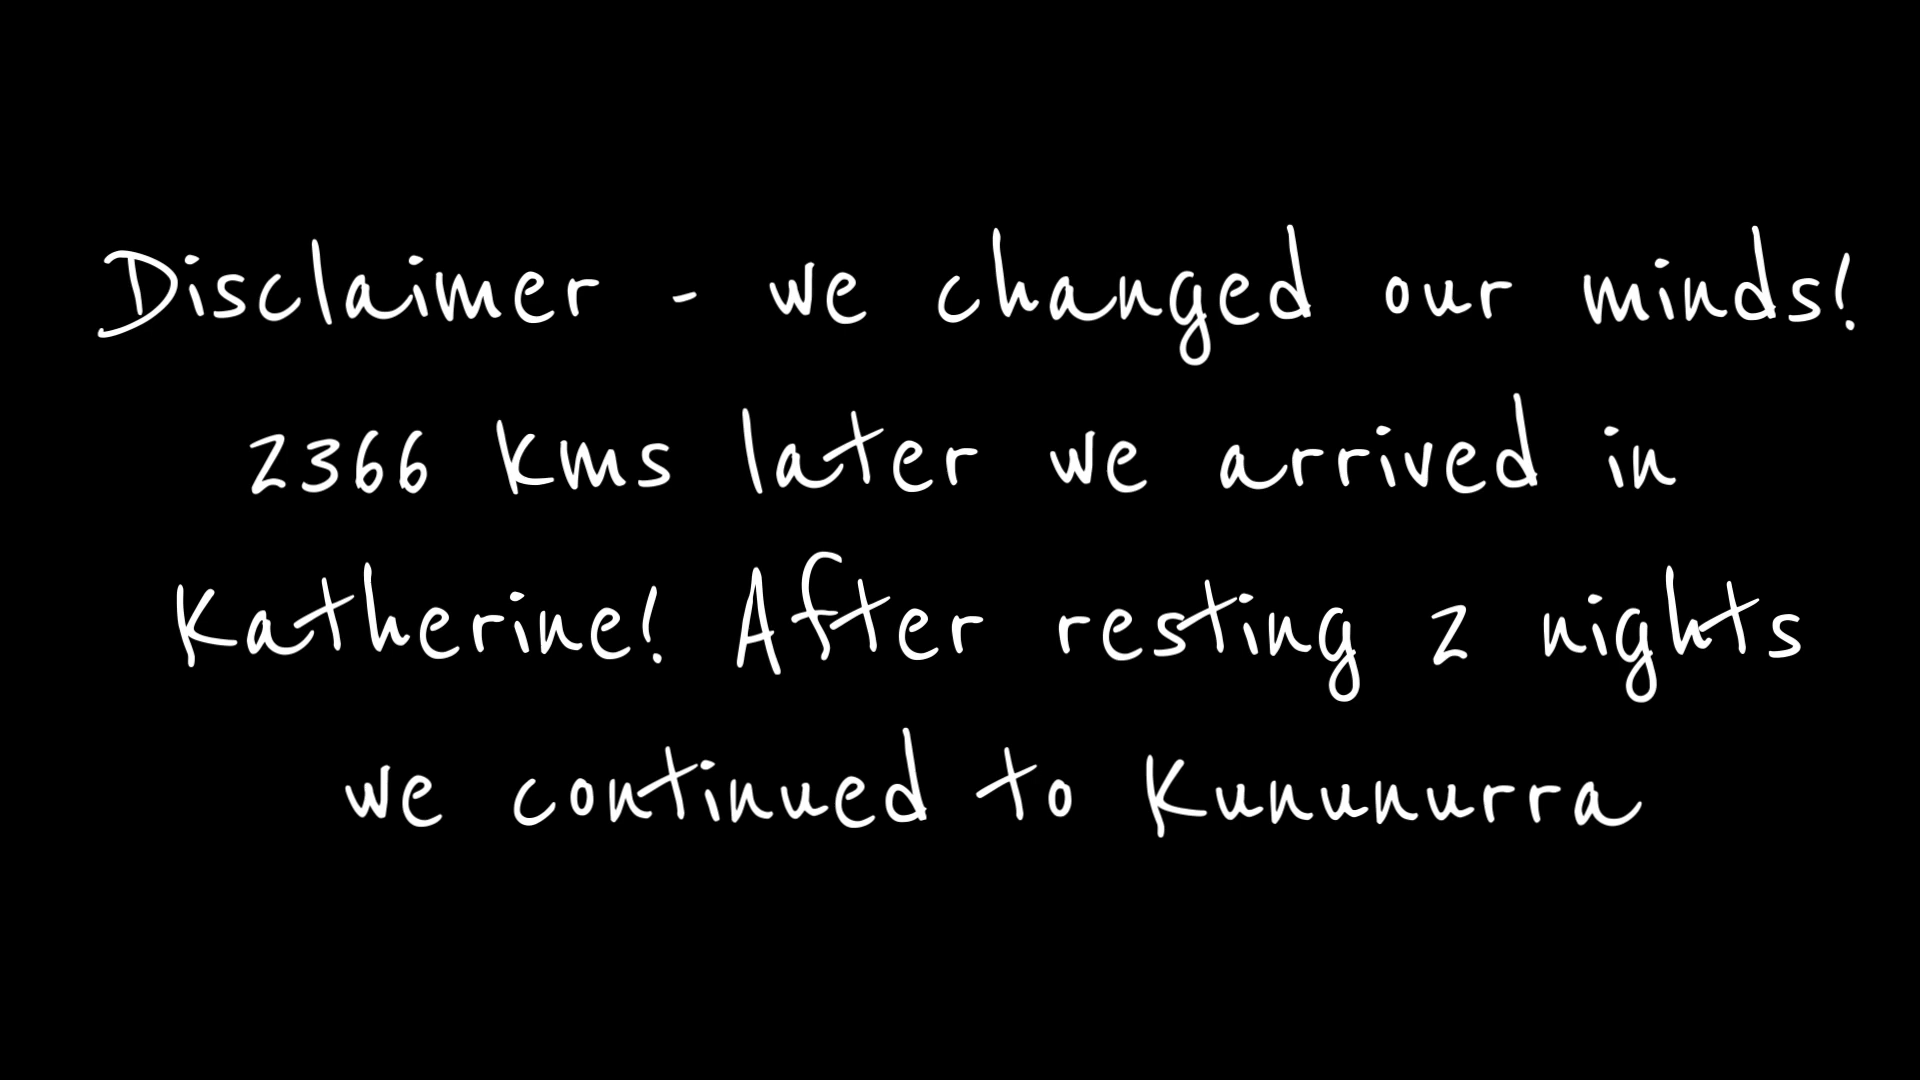 Disclaimer - we changed our minds!
2366 kms later we arrived in
Katherine! After resting 2 nights
we continued to Kununurra